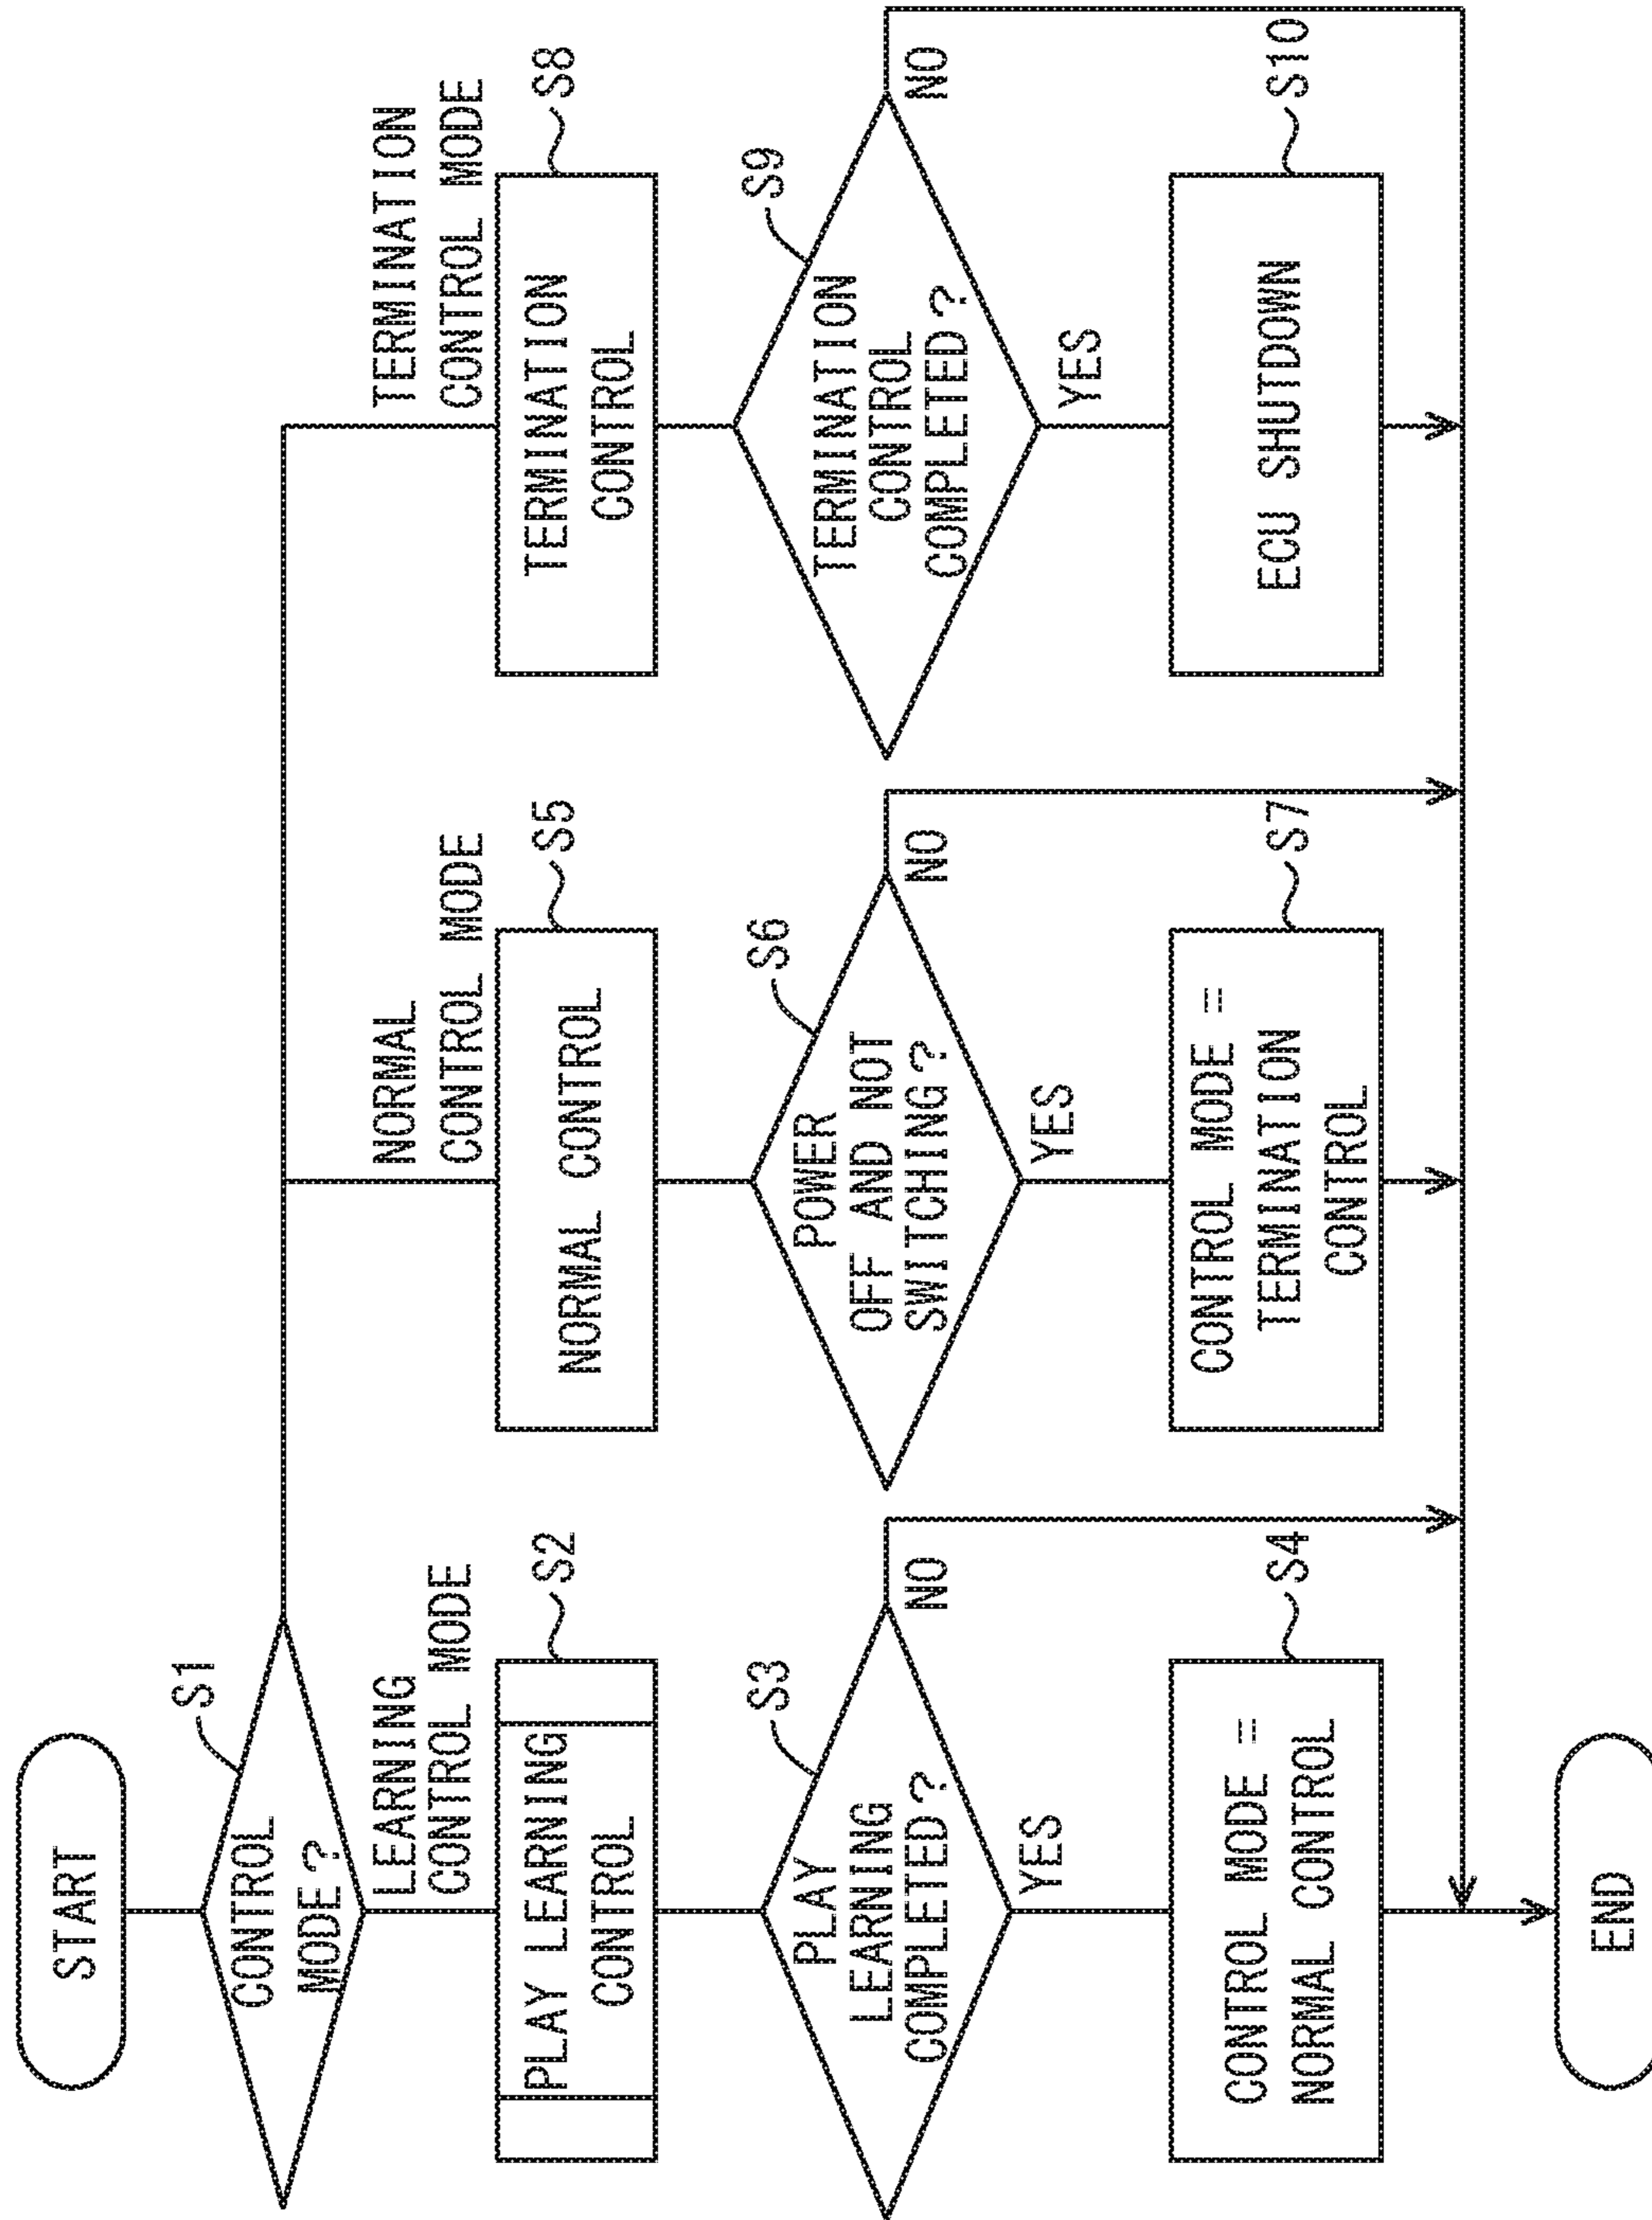 START
S1
CONTROL
MODE?
LEARNING
CONTROL MODE
S2
PLAY LEARNING
CONTROL
S3
PLAY
LEARNING
COMPLETED?
NO
YES
S4
CONTROL MODE =
NORMAL CONTROL
END
NORMAL
CONTROL MODE
S5
NORMAL CONTROL
S6
POWER
OFF AND NOT
SWITCHING?
NO
YES
S7
CONTROL MODE =
TERMINATION
CONTROL
TERMINATION
CONTROL MODE
S8
TERMINATION
CONTROL
S9
TERMINATION
CONTROL
COMPLETED?
NO
YES
S10
ECU SHUTDOWN